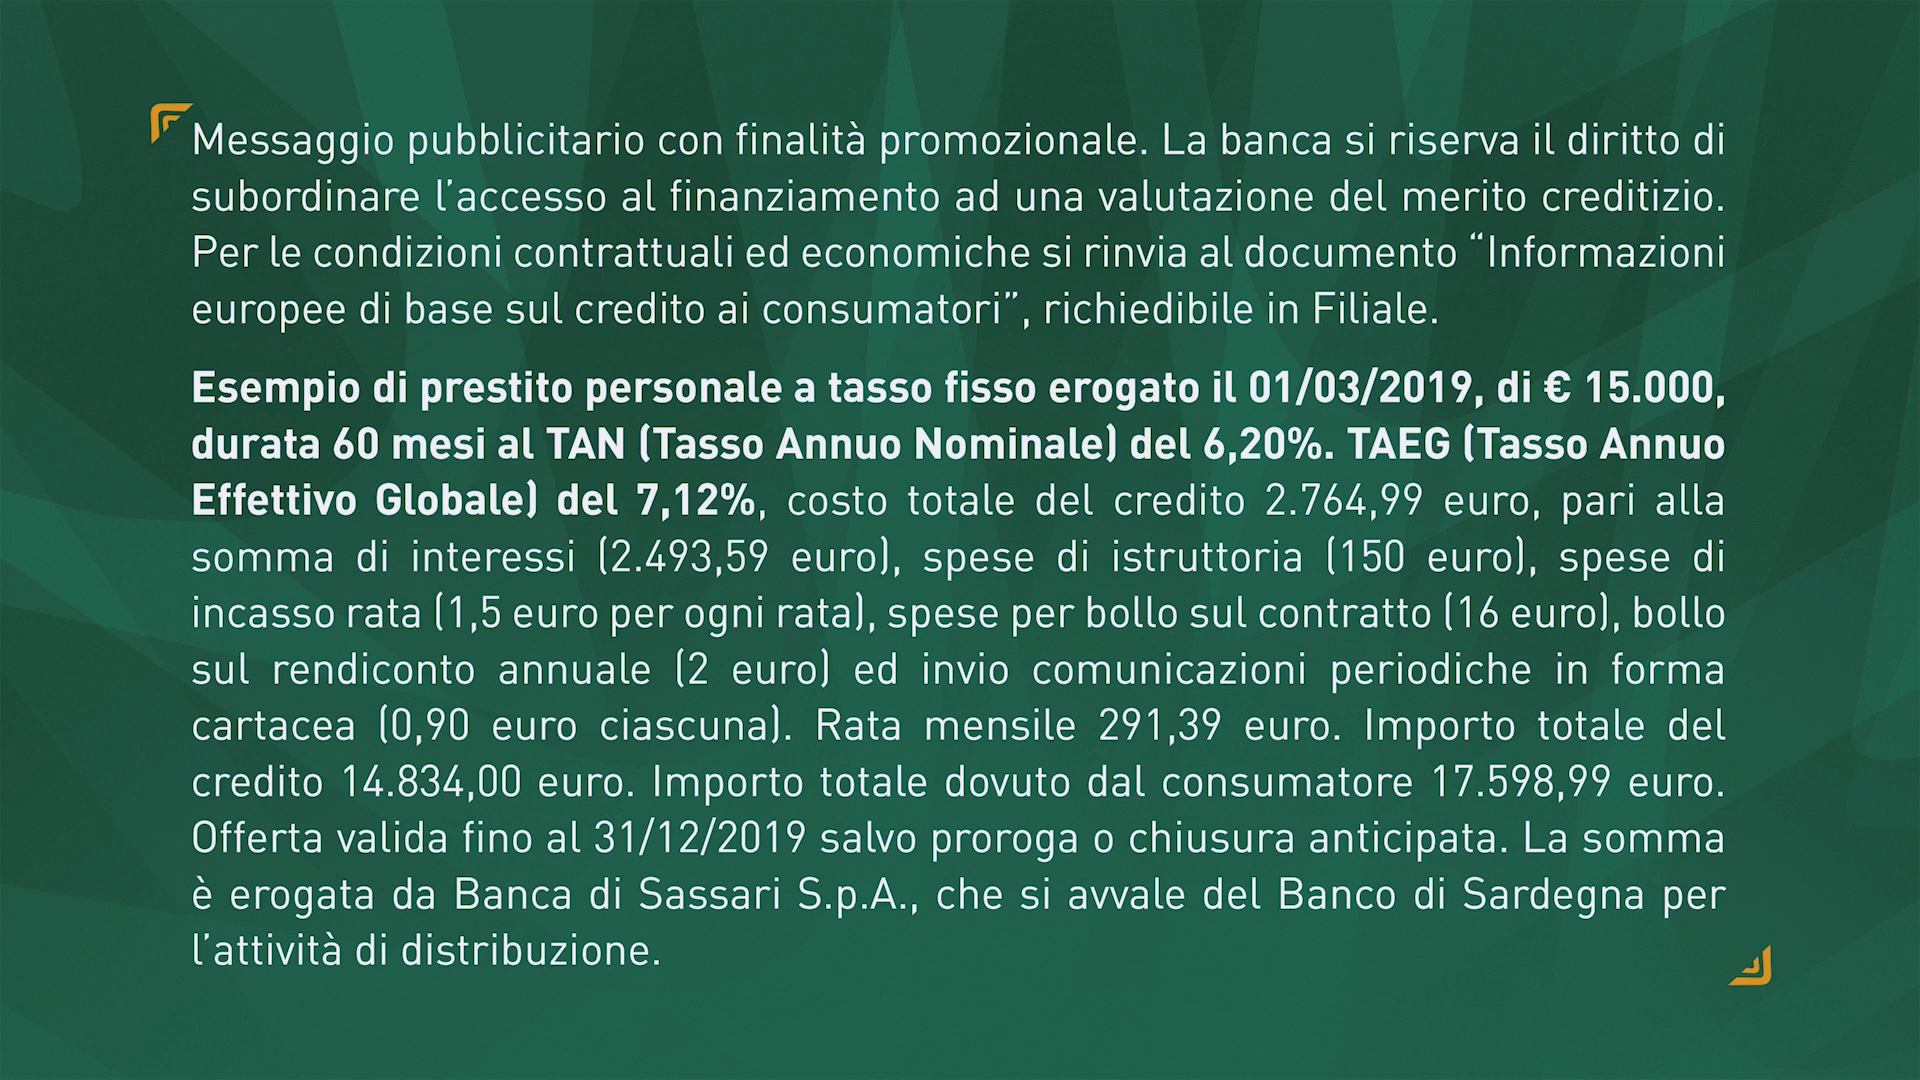 Messaggio pubblicitario con finalità promozionale. La banca si riserva il diritto di
subordinare l’accesso al finanziamento ad una valutazione del merito creditizio.
Per le condizioni contrattuali ed economiche si rinvia al documento “Informazioni
europee di base sul credito ai consumatori”, richiedibile in Filiale.
Esempio di prestito personale a tasso fisso erogato il 01/03/2019, di € 15.000,
durata 60 mesi al TAN (Tasso Annuo Nominale) del 6,20%. TAEG (Tasso Annuo
Effettivo Globale) del 7,12%, costo totale del credito 2.764,99 euro, pari alla
somma di interessi (2.493,59 euro), spese di istruttoria (150 euro), spese di
incasso rata (1,5 euro per ogni rata), spese per bollo sul contratto (16 euro), bollo
sul rendiconto annuale (2 euro) ed invio comunicazioni periodiche in forma
cartacea (0,90 euro ciascuna). Rata mensile 291,39 euro. Importo totale del
credito 14.834,00 euro. Importo totale dovuto dal consumatore 17.598,99 euro.
Offerta valida fino al 31/12/2019 salvo proroga o chiusura anticipata. La somma
è erogata da Banca di Sassari S.p.A., che si avvale del Banco di Sardegna per
l’attività di distribuzione.